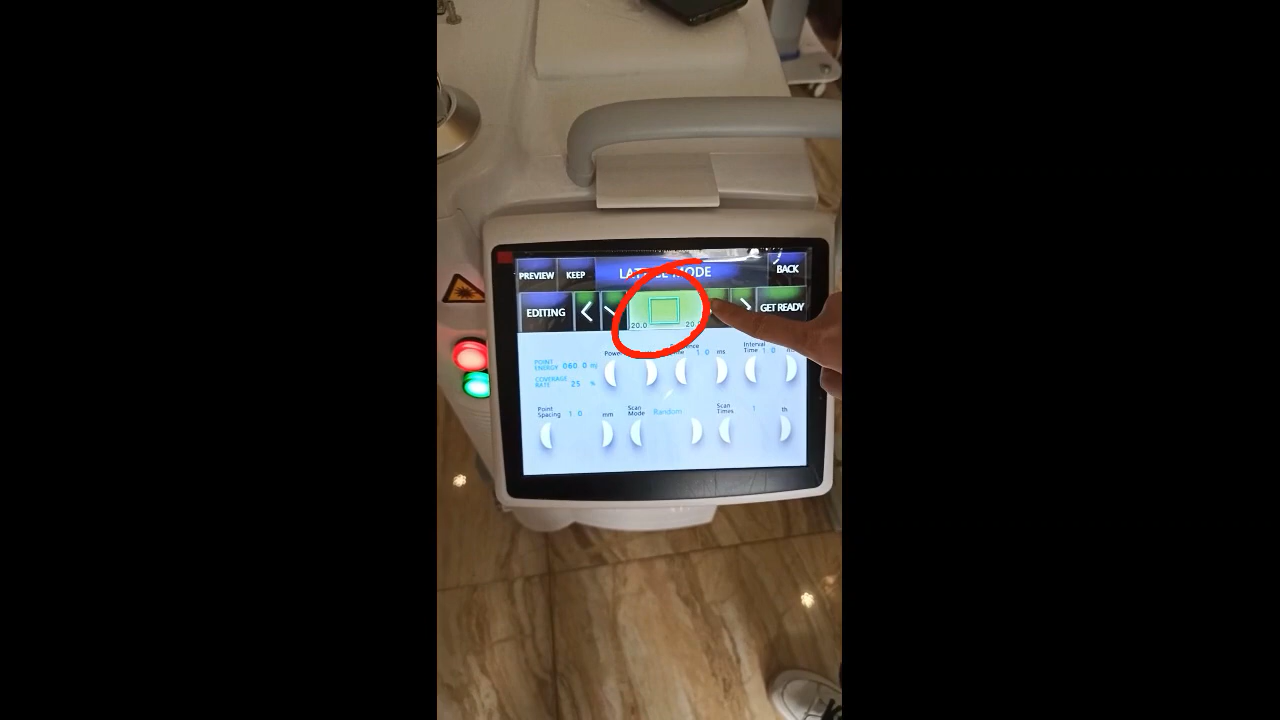 PREVIEW KEEP LATTICE MODE BACK
EDITING GET READY
20.0 20.
POINT ENERGY 060 0 mj
Power
Time 1 0 ms
Interval Time 1 0
COVERAGE RATE 25 %
Point Spacing 1 0 mm
Scan Mode Random
Scan Times 1 th